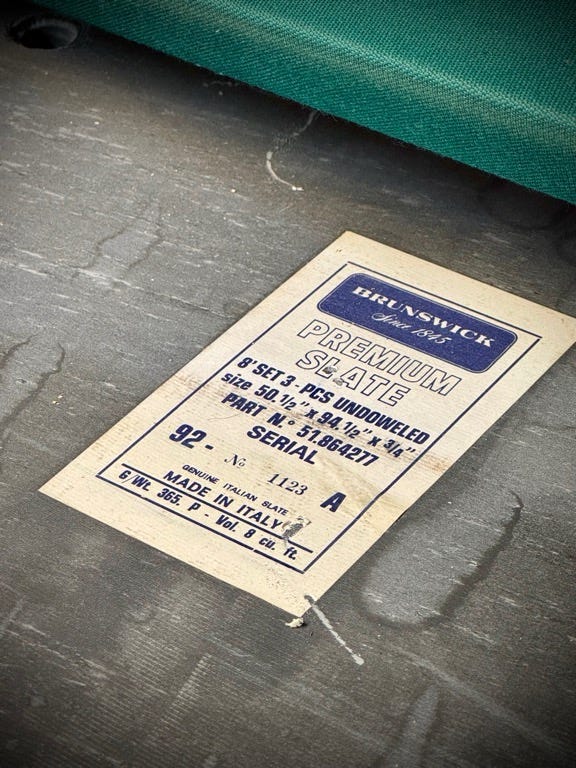 BRUNSWICK
Since 1845
PREMIUM
SLATE
8' SET 3 - PCS UNDOWELED
size 50.1/2" x 94.1/2" x 3/4"
PART N.º 51.864277
SERIAL
92 - No 1123 A
GENUINE ITALIAN SLATE
MADE IN ITALY
G/Wt. 365. P - Vol. 8 cu. ft.